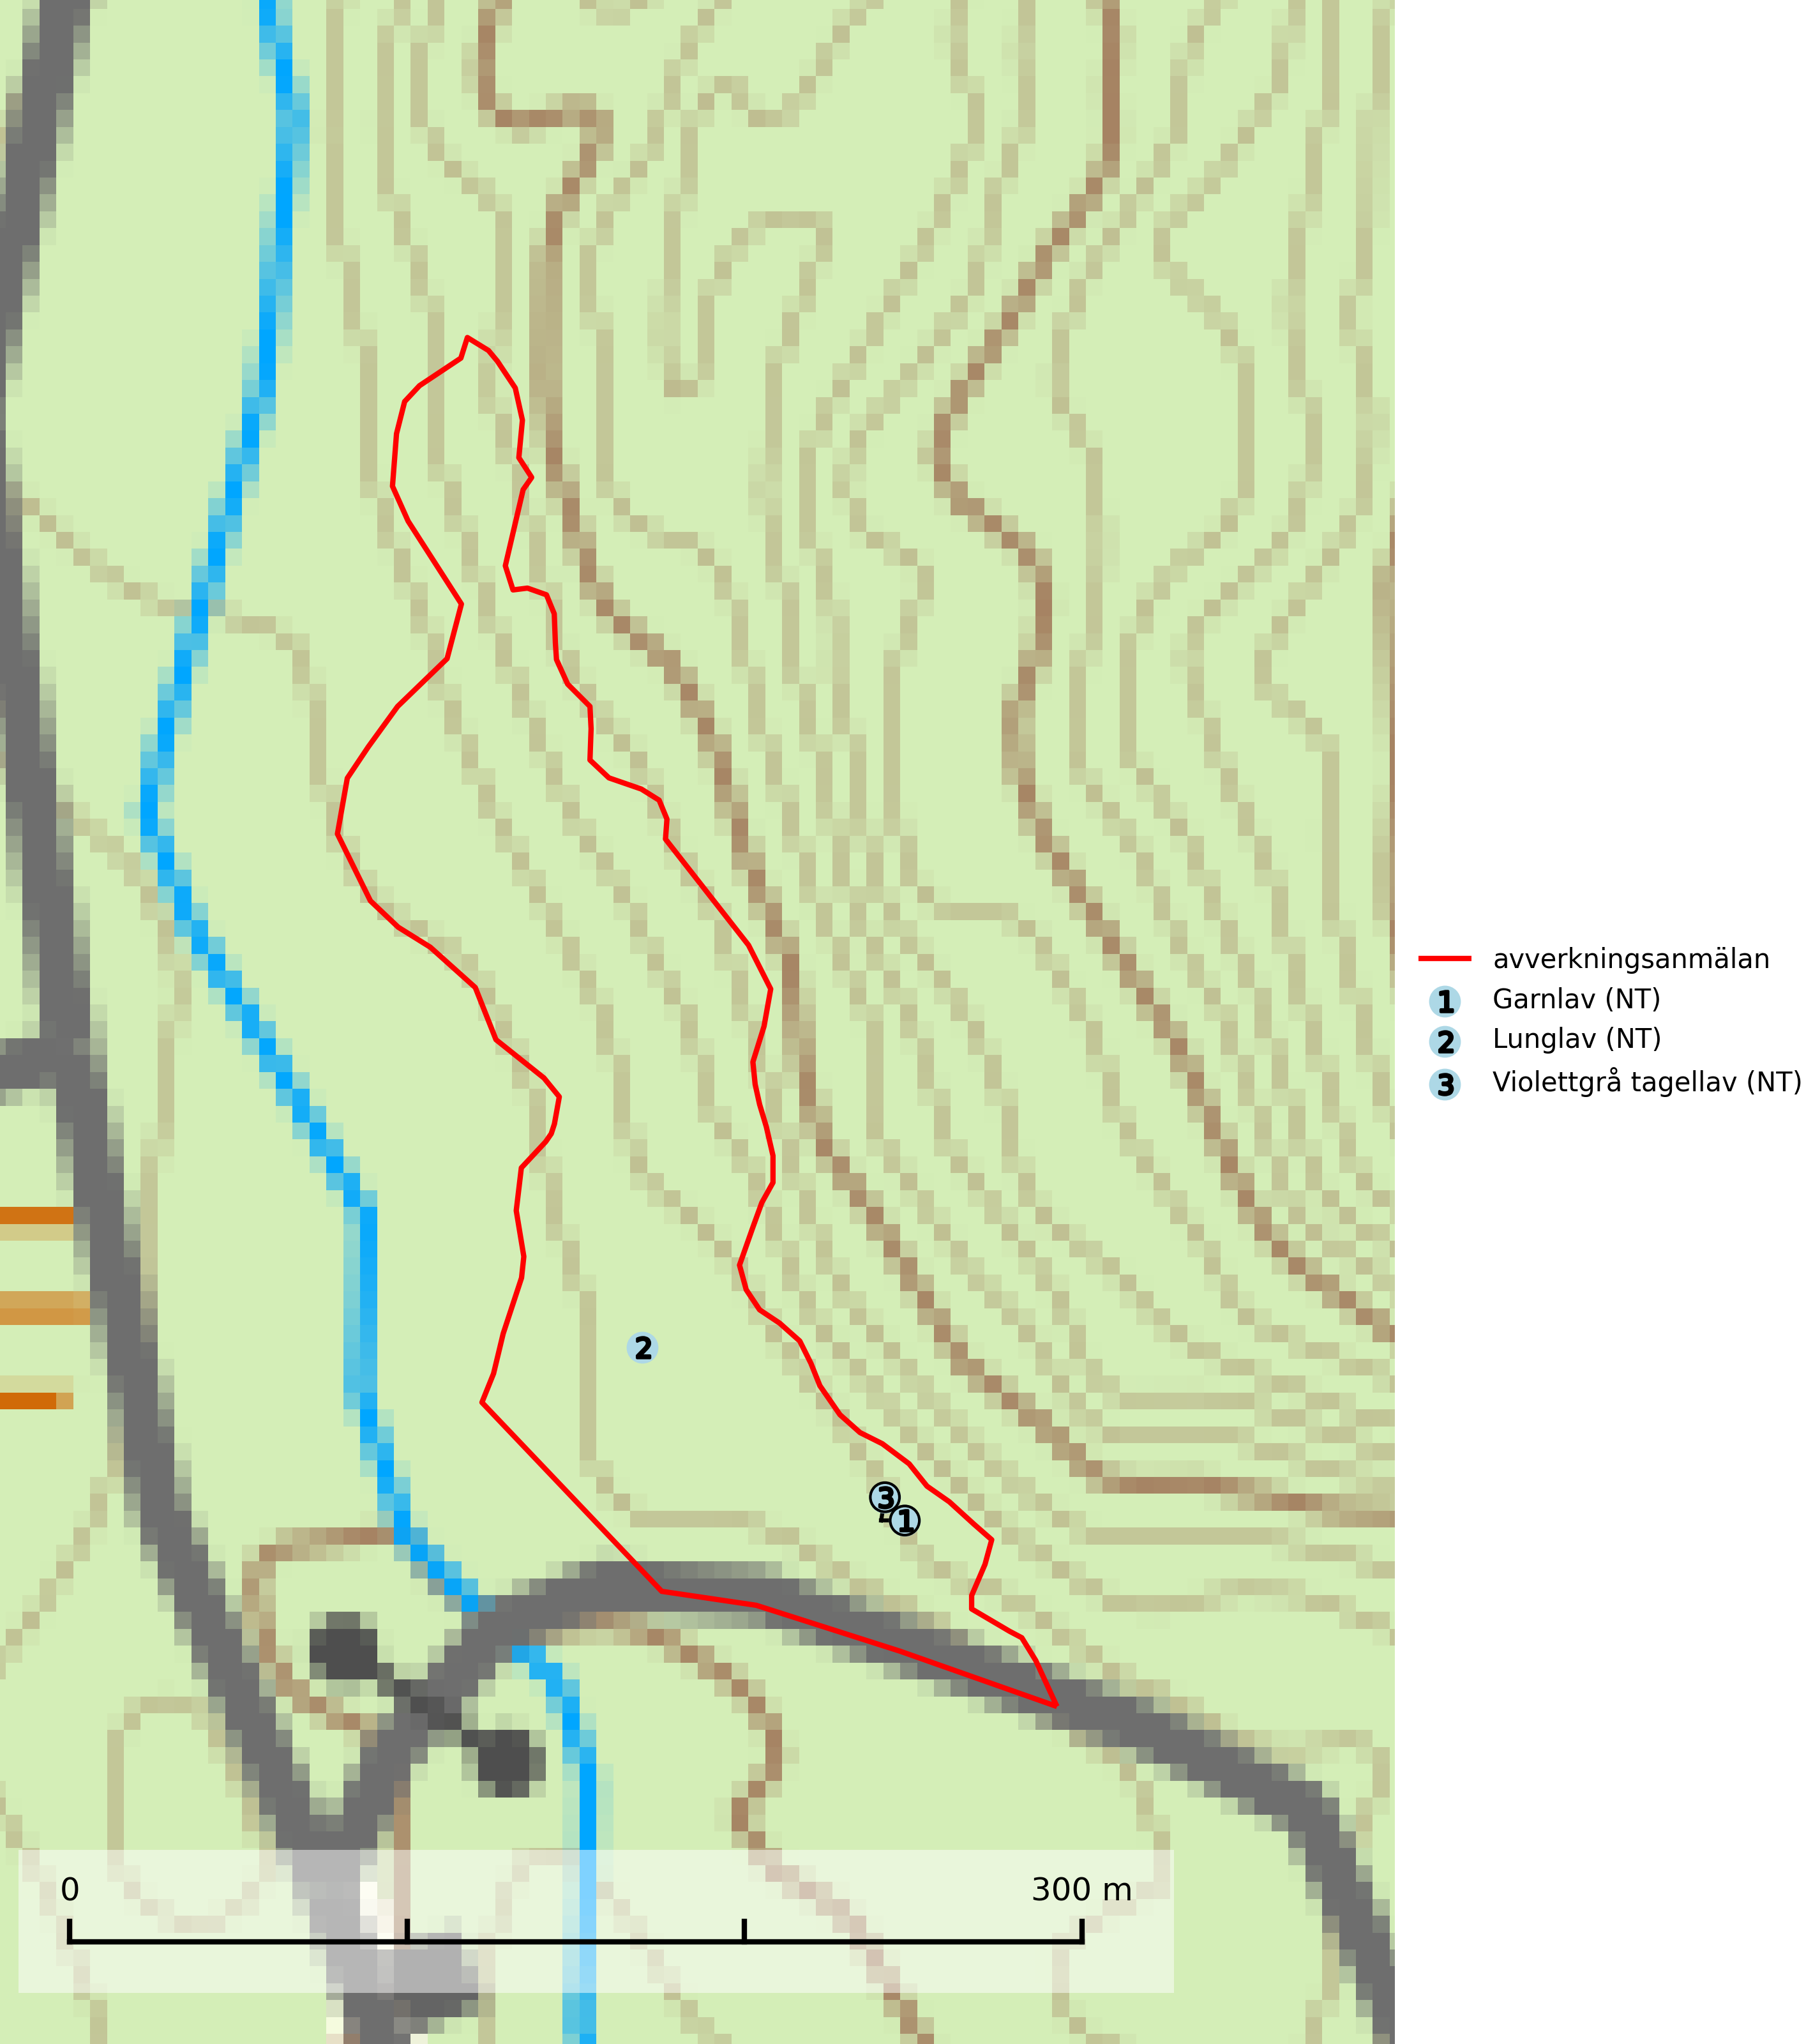 avverkningsanmälan
1 Garnlav (NT)
2 Lunglav (NT)
3 Violettgrå tagellav (NT)
2
3
1
0 300 m